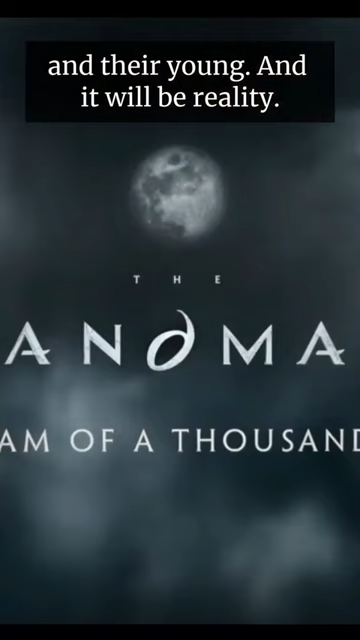 and their young. And
it will be reality.
THE
ANDMA
AM OF A THOUSAND